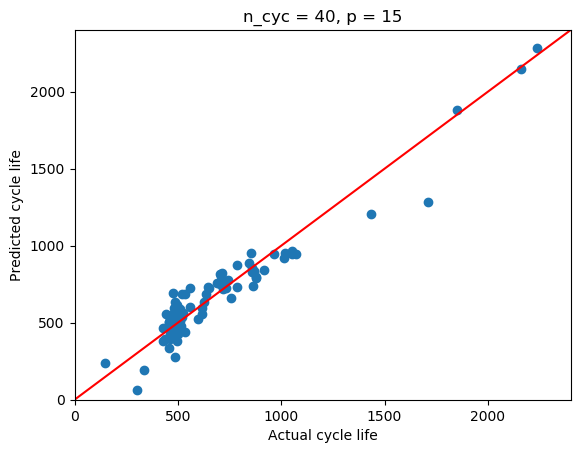 n_cyc = 40, p = 15
Predicted cycle life
2000
1500
1000
500
0
0 500 1000 1500 2000
Actual cycle life